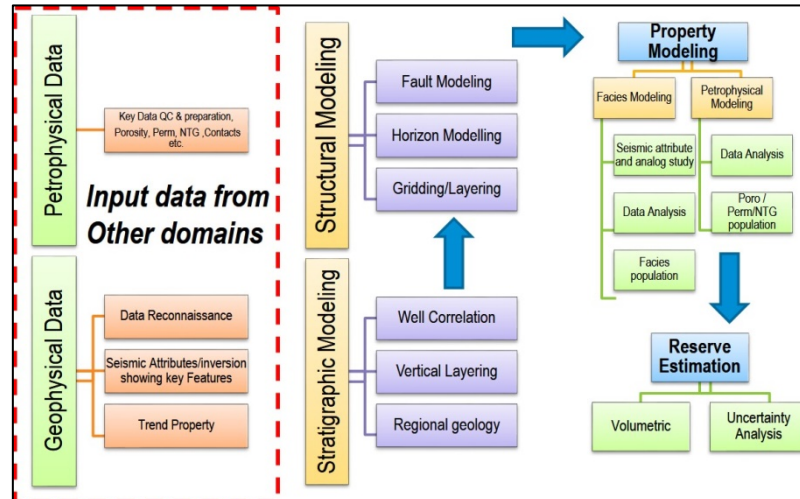 Petrophysical Data
Key Data QC & preparation,
Porosity, Perm, NTG ,Contacts
etc.
Input data from
Other domains
Geophysical Data
Data Reconnaissance
Seismic Attributes/inversion
showing key Features
Trend Property
Structural Modeling
Fault Modeling
Horizon Modelling
Gridding/Layering
Stratigraphic Modeling
Well Correlation
Vertical Layering
Regional geology
Property
Modeling
Facies Modeling
Petrophysical
Modeling
Seismic attribute
and analog study
Data Analysis
Facies
population
Data Analysis
Poro /
Perm/NTG
population
Reserve
Estimation
Volumetric
Uncertainty
Analysis